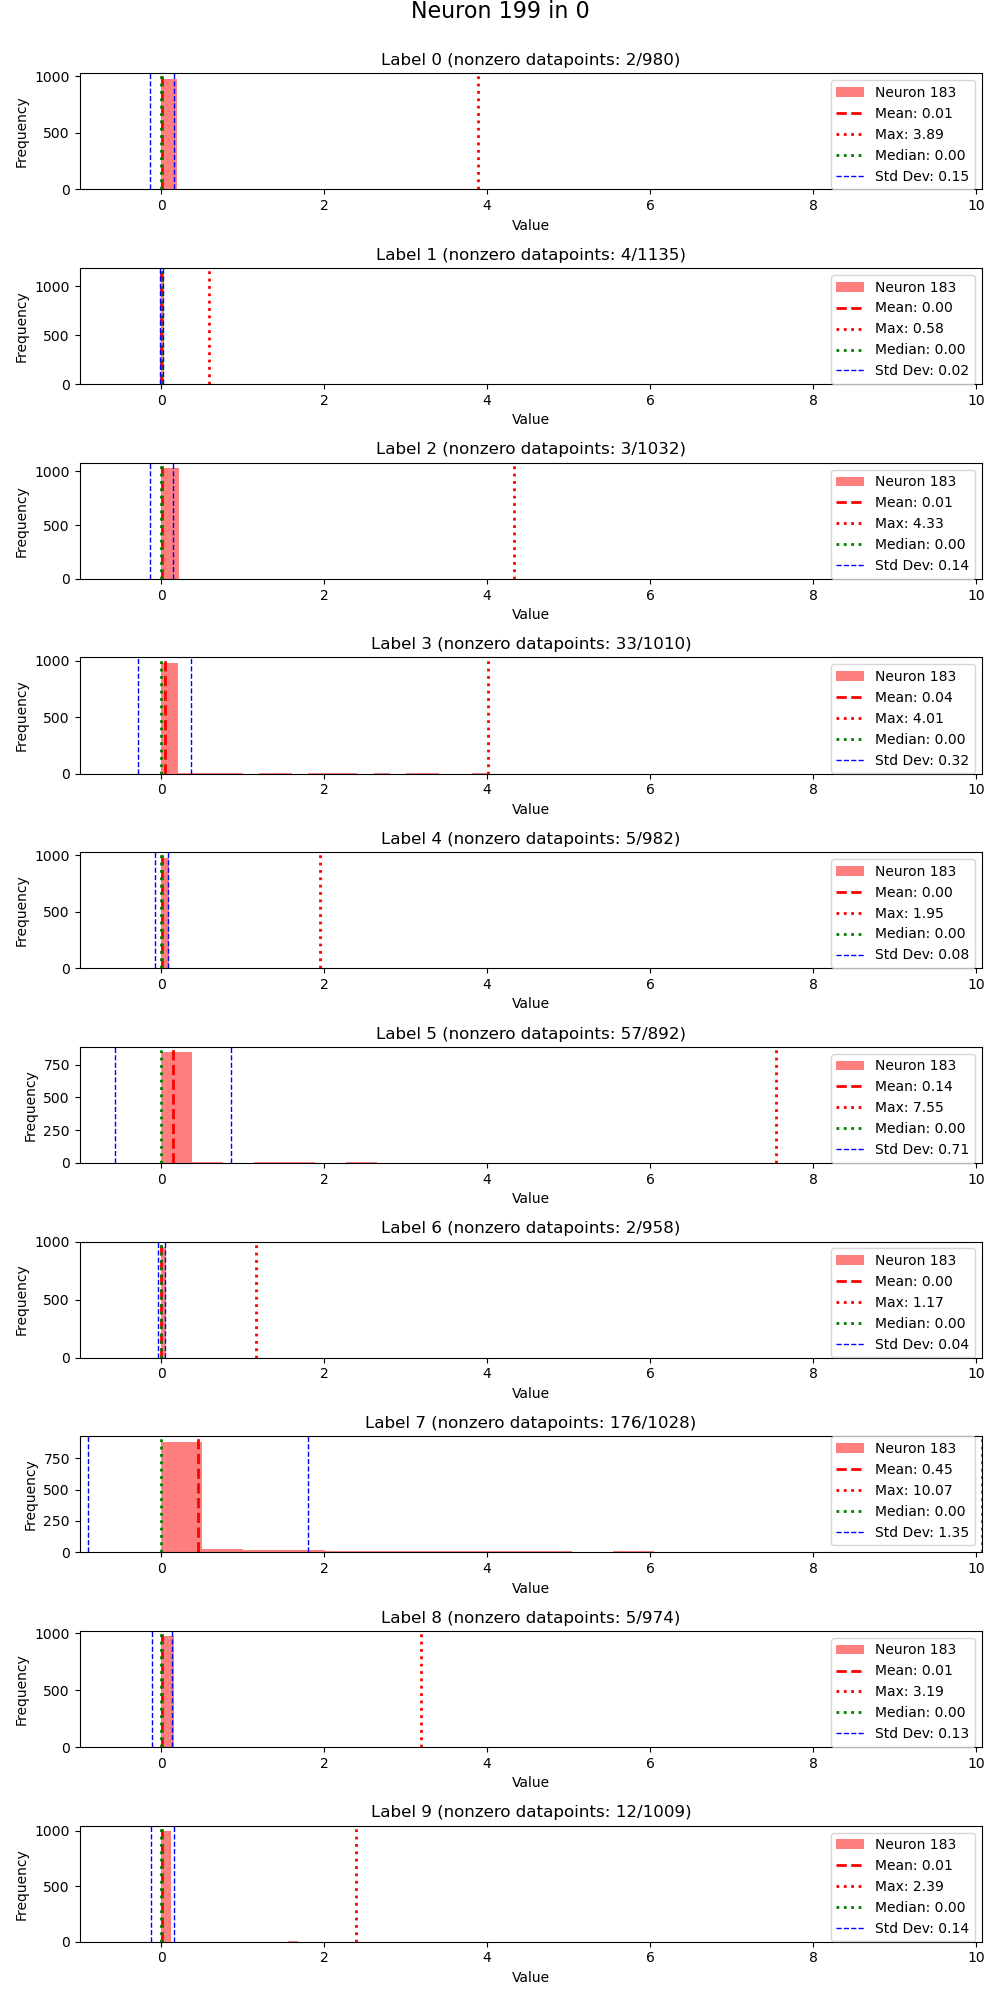 Neuron 199 in 0
Label 0 (nonzero datapoints: 2/980)
Frequency
1000
500
0
Neuron 183
Mean: 0.01
Max: 3.89
Median: 0.00
Std Dev: 0.15
0 2 4 6 8 10
Value
Label 1 (nonzero datapoints: 4/1135)
Frequency
1000
500
0
Neuron 183
Mean: 0.00
Max: 0.58
Median: 0.00
Std Dev: 0.02
0 2 4 6 8 10
Value
Label 2 (nonzero datapoints: 3/1032)
Frequency
1000
500
0
Neuron 183
Mean: 0.01
Max: 4.33
Median: 0.00
Std Dev: 0.14
0 2 4 6 8 10
Value
Label 3 (nonzero datapoints: 33/1010)
Frequency
1000
500
0
Neuron 183
Mean: 0.04
Max: 4.01
Median: 0.00
Std Dev: 0.32
0 2 4 6 8 10
Value
Label 4 (nonzero datapoints: 5/982)
Frequency
1000
500
0
Neuron 183
Mean: 0.00
Max: 1.95
Median: 0.00
Std Dev: 0.08
0 2 4 6 8 10
Value
Label 5 (nonzero datapoints: 57/892)
Frequency
750
500
250
0
Neuron 183
Mean: 0.14
Max: 7.55
Median: 0.00
Std Dev: 0.71
0 2 4 6 8 10
Value
Label 6 (nonzero datapoints: 2/958)
Frequency
1000
500
0
Neuron 183
Mean: 0.00
Max: 1.17
Median: 0.00
Std Dev: 0.04
0 2 4 6 8 10
Value
Label 7 (nonzero datapoints: 176/1028)
Frequency
750
500
250
0
Neuron 183
Mean: 0.45
Max: 10.07
Median: 0.00
Std Dev: 1.35
0 2 4 6 8 10
Value
Label 8 (nonzero datapoints: 5/974)
Frequency
1000
500
0
Neuron 183
Mean: 0.01
Max: 3.19
Median: 0.00
Std Dev: 0.13
0 2 4 6 8 10
Value
Label 9 (nonzero datapoints: 12/1009)
Frequency
1000
500
0
Neuron 183
Mean: 0.01
Max: 2.39
Median: 0.00
Std Dev: 0.14
0 2 4 6 8 10
Value